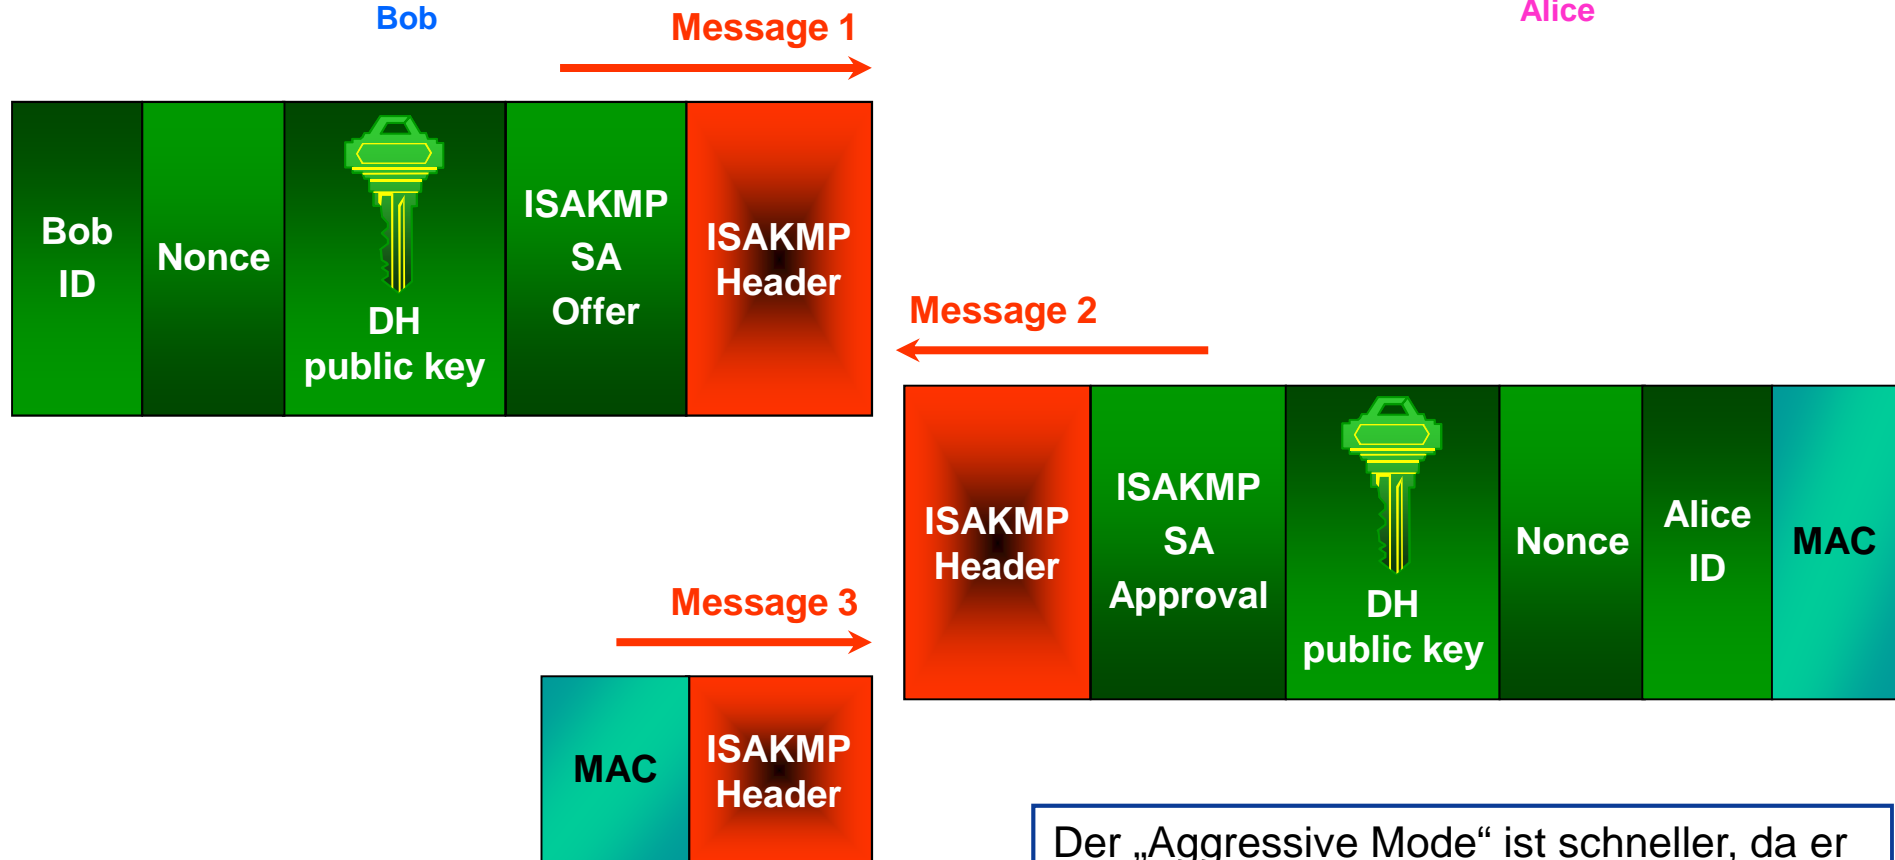 Bob
Message 1
Alice
Bob
ID
Nonce
DH
public key
ISAKMP
SA
Offer
ISAKMP
Header
Message 2
ISAKMP
Header
ISAKMP
SA
Approval
DH
public key
Nonce
Alice
ID
MAC
Message 3
MAC
ISAKMP
Header
Der „Aggressive Mode“ ist schneller, da er